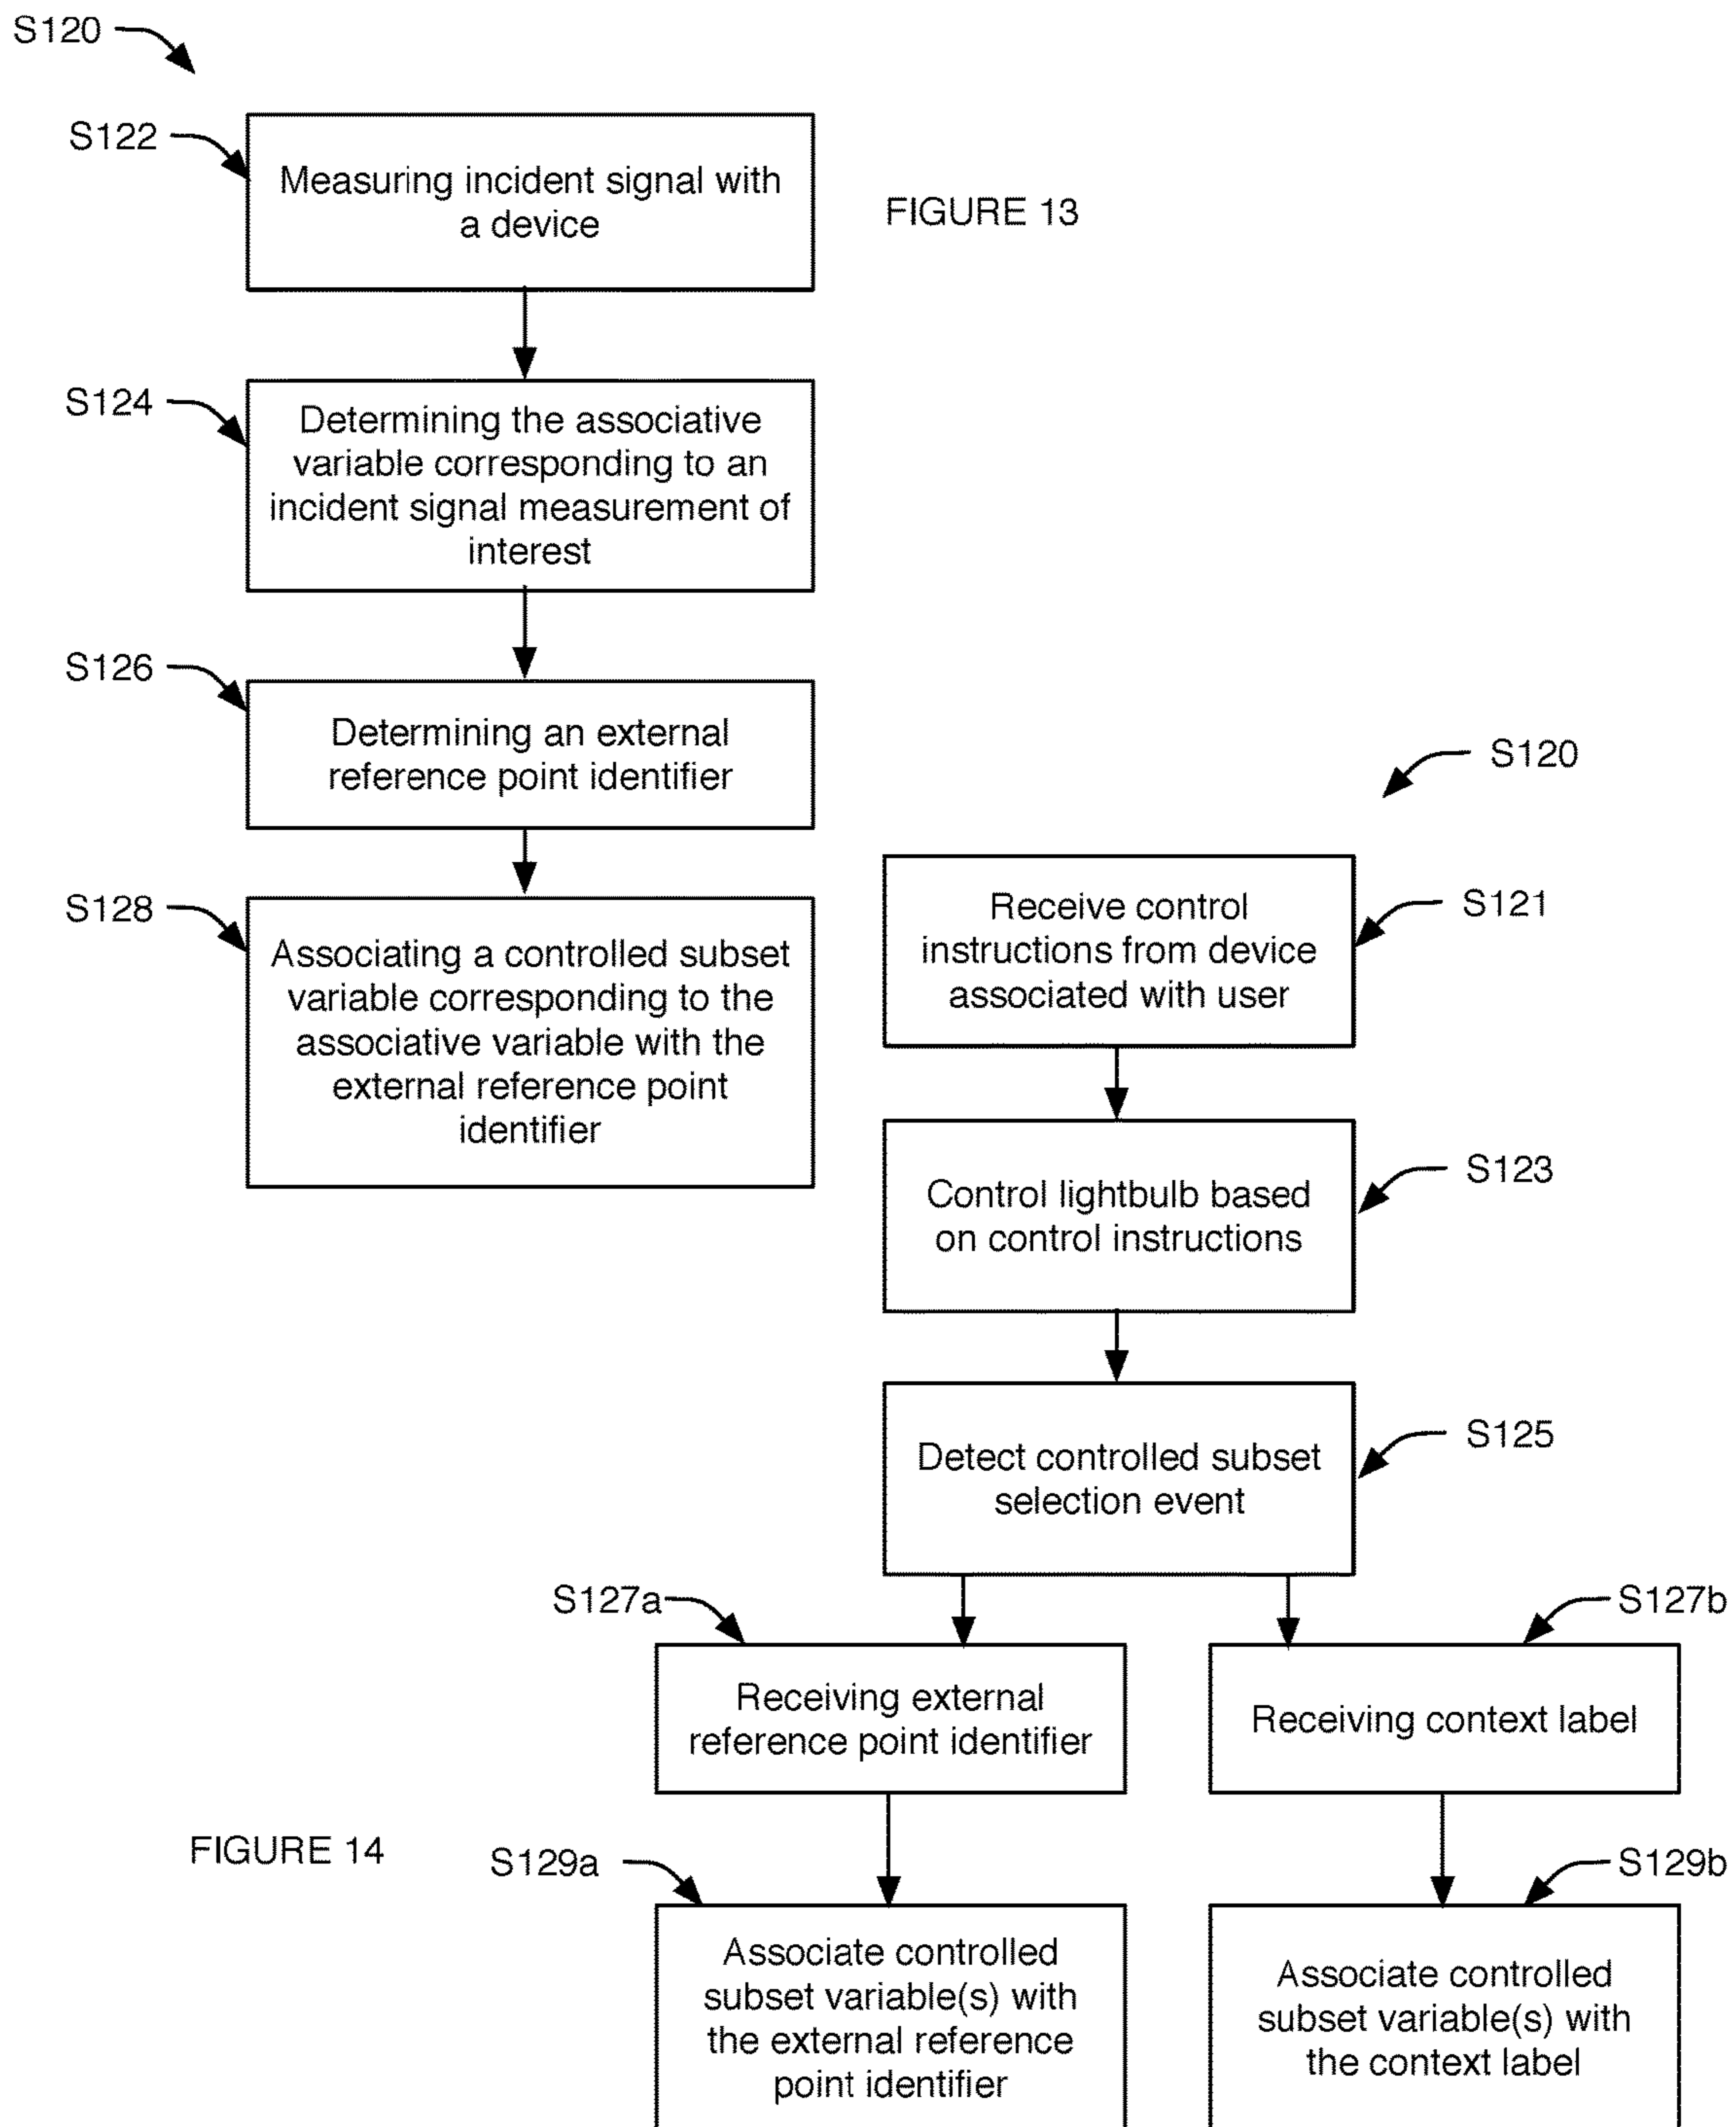 S120
S122
Measuring incident signal with
a device
FIGURE 13
S124
Determining the associative
variable corresponding to an
incident signal measurement of
interest
S126
Determining an external
reference point identifier
S128
Associating a controlled subset
variable corresponding to the
associative variable with the
external reference point
identifier
S120
Receive control
instructions from device
associated with user
S121
Control lightbulb based
on control instructions
S123
Detect controlled subset
selection event
S125
S127a
Receiving external
reference point identifier
S127b
Receiving context label
FIGURE 14
S129a
Associate controlled
subset variable(s) with
the external reference
point identifier
S129b
Associate controlled
subset variable(s) with
the context label